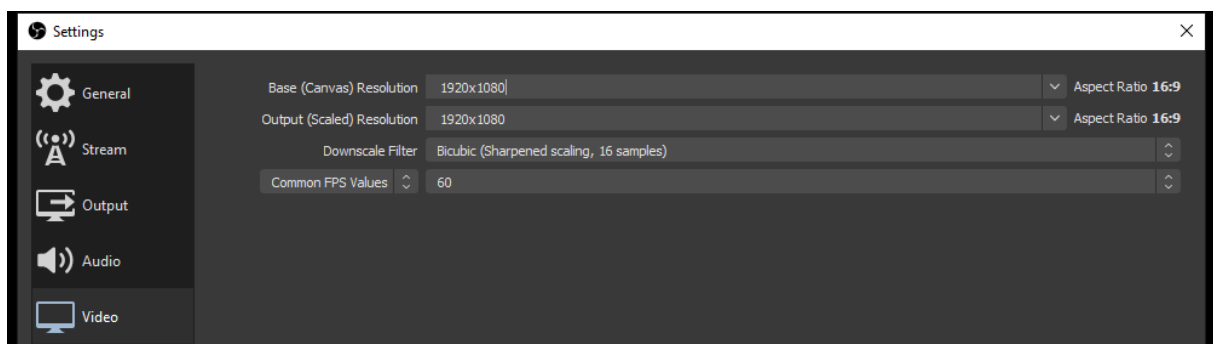 Settings
General
Stream
Output
Audio
Video
Base (Canvas) Resolution 1920x1080 Aspect Ratio 16:9
Output (Scaled) Resolution 1920x1080 Aspect Ratio 16:9
Downscale Filter Bicubic (Sharpened scaling, 16 samples)
Common FPS Values 60